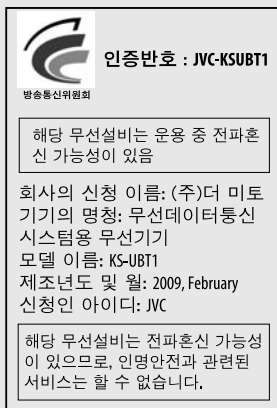 인증번호 : JVC-KSUBT1
방송통신위원회
해당 무선설비는 운용 중 전파혼
신 가능성이 있음
회사의 신청 이름: (주)더 미토
기기의 명청: 무선데이터통신
시스템용 무선기기
모델 이름: KS-UBT1
제조년도 및 월: 2009, February
신청인 아이디: JVC
해당 무선설비는 전파혼신 가능성
이 있으므로, 인명안전과 관련된
서비스는 할 수 없습니다.